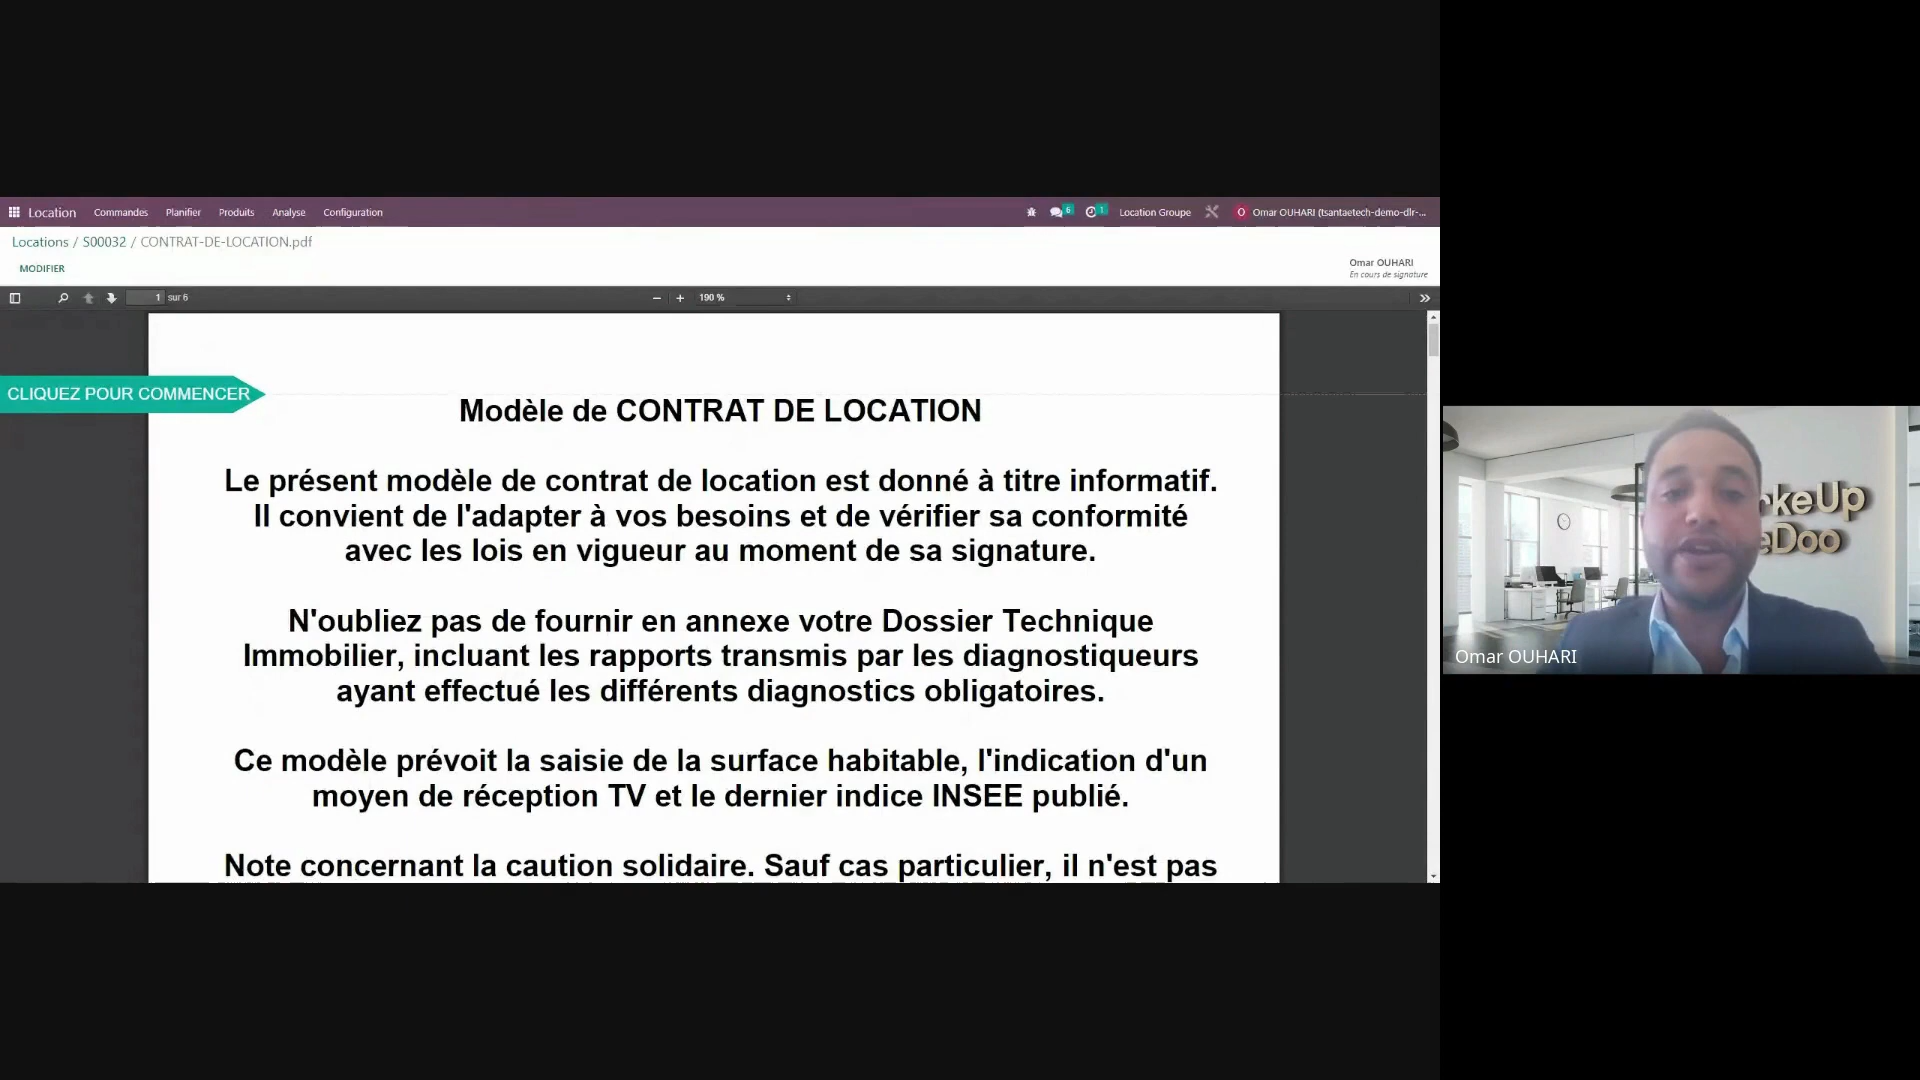 Location Commandes Planifier Produits Analyse Configuration 6 1 Location Groupe O Omar OUHARI (tsantaetech-demo-dlr-...
Locations / S00032 / CONTRAT-DE-LOCATION.pdf
MODIFIER
Omar OUHARI
En cours de signature
1 sur 6 190 %
CLIQUEZ POUR COMMENCER
Modèle de CONTRAT DE LOCATION
Le présent modèle de contrat de location est donné à titre informatif.
Il convient de l'adapter à vos besoins et de vérifier sa conformité
avec les lois en vigueur au moment de sa signature.
N'oubliez pas de fournir en annexe votre Dossier Technique
Immobilier, incluant les rapports transmis par les diagnostiqueurs
ayant effectué les différents diagnostics obligatoires.
Ce modèle prévoit la saisie de la surface habitable, l'indication d'un
moyen de réception TV et le dernier indice INSEE publié.
Note concernant la caution solidaire. Sauf cas particulier, il n'est pas
rkeUp
eDoo
Omar OUHARI